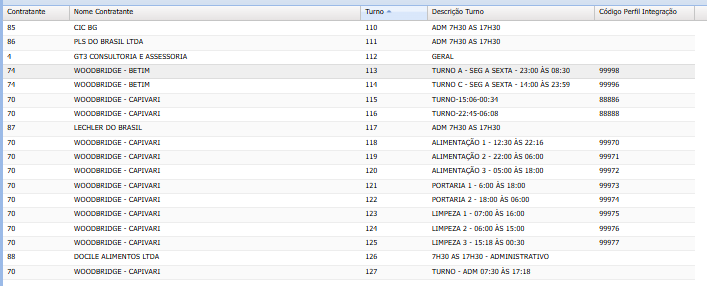 Contratante Nome Contratante Turno Descrição Turno Código Perfil Integração
85 CIC BG 110 ADM 7H30 AS 17H30
86 PLS DO BRASIL LTDA 111 ADM 7H30 AS 17H30
4 GT3 CONSULTORIA E ASSESSORIA 112 GERAL
74 WOODBRIDGE - BETIM 113 TURNO A - SEG A SEXTA - 23:00 ÀS 08:30 99998
74 WOODBRIDGE - BETIM 114 TURNO C - SEG A SEXTA - 14:00 ÀS 23:59 99996
70 WOODBRIDGE - CAPIVARI 115 TURNO-15:06-00:34 88886
70 WOODBRIDGE - CAPIVARI 116 TURNO-22:45-06:08 88888
87 LECHLER DO BRASIL 117 ADM 7H30 AS 17H30
70 WOODBRIDGE - CAPIVARI 118 ALIMENTAÇÃO 1 - 12:30 ÀS 22:16 99970
70 WOODBRIDGE - CAPIVARI 119 ALIMENTAÇÃO 2 - 22:00 ÀS 06:00 99971
70 WOODBRIDGE - CAPIVARI 120 ALIMENTAÇÃO 3 - 05:00 ÀS 18:00 99972
70 WOODBRIDGE - CAPIVARI 121 PORTARIA 1 - 6:00 ÀS 18:00 99973
70 WOODBRIDGE - CAPIVARI 122 PORTARIA 2 - 18:00 ÀS 06:00 99974
70 WOODBRIDGE - CAPIVARI 123 LIMPEZA 1 - 07:00 ÀS 16:00 99975
70 WOODBRIDGE - CAPIVARI 124 LIMPEZA 2 - 06:00 ÀS 15:00 99976
70 WOODBRIDGE - CAPIVARI 125 LIMPEZA 3 - 15:18 ÀS 00:30 99977
88 DOCILE ALIMENTOS LTDA 126 7H30 AS 17H30 - ADMINISTRATIVO
70 WOODBRIDGE - CAPIVARI 127 TURNO - ADM 07:30 ÀS 17:18